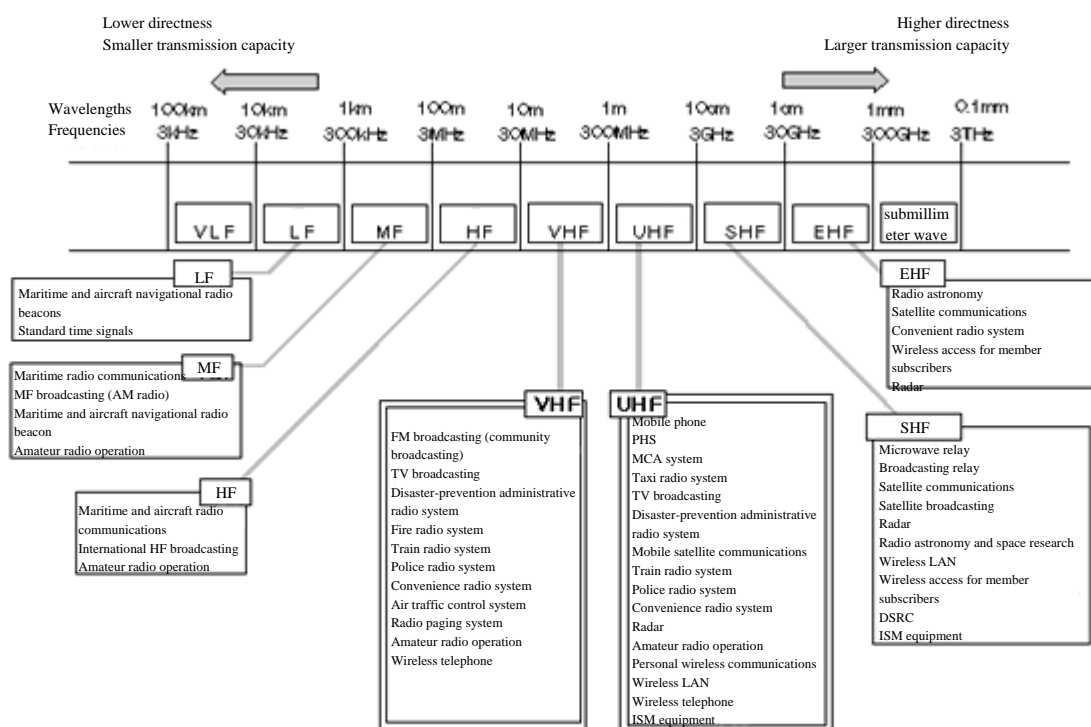 Lower directness
Smaller transmission capacity
Higher directness
Larger transmission capacity
Wavelengths 100km 10km 1km 100m 10m 1m 10cm 1cm 1mm 0.1mm
Frequencies 3kHz 30kHz 300kHz 3MHz 30MHz 300MHz 3GHz 30GHz 300GHz 3THz
VLF LF MF HF VHF UHF SHF EHF submillim
eter wave
LF
Maritime and aircraft navigational radio
beacons
Standard time signals
MF
Maritime radio communications
MF broadcasting (AM radio)
Maritime and aircraft navigational radio
beacon
Amateur radio operation
HF
Maritime and aircraft radio
communications
International HF broadcasting
Amateur radio operation
VHF
FM broadcasting (community
broadcasting)
TV broadcasting
Disaster-prevention administrative
radio system
Fire radio system
Train radio system
Police radio system
Convenience radio system
Air traffic control system
Radio paging system
Amateur radio operation
Wireless telephone
UHF
Mobile phone
PHS
MCA system
Taxi radio system
TV broadcasting
Disaster-prevention administrative
radio system
Mobile satellite communications
Train radio system
Police radio system
Convenience radio system
Radar
Amateur radio operation
Personal wireless communications
Wireless LAN
Wireless telephone
ISM equipment
EHF
Radio astronomy
Satellite communications
Convenient radio system
Wireless access for member
subscribers
Radar
SHF
Microwave relay
Broadcasting relay
Satellite communications
Satellite broadcasting
Radar
Radio astronomy and space research
Wireless LAN
Wireless access for member
subscribers
DSRC
ISM equipment